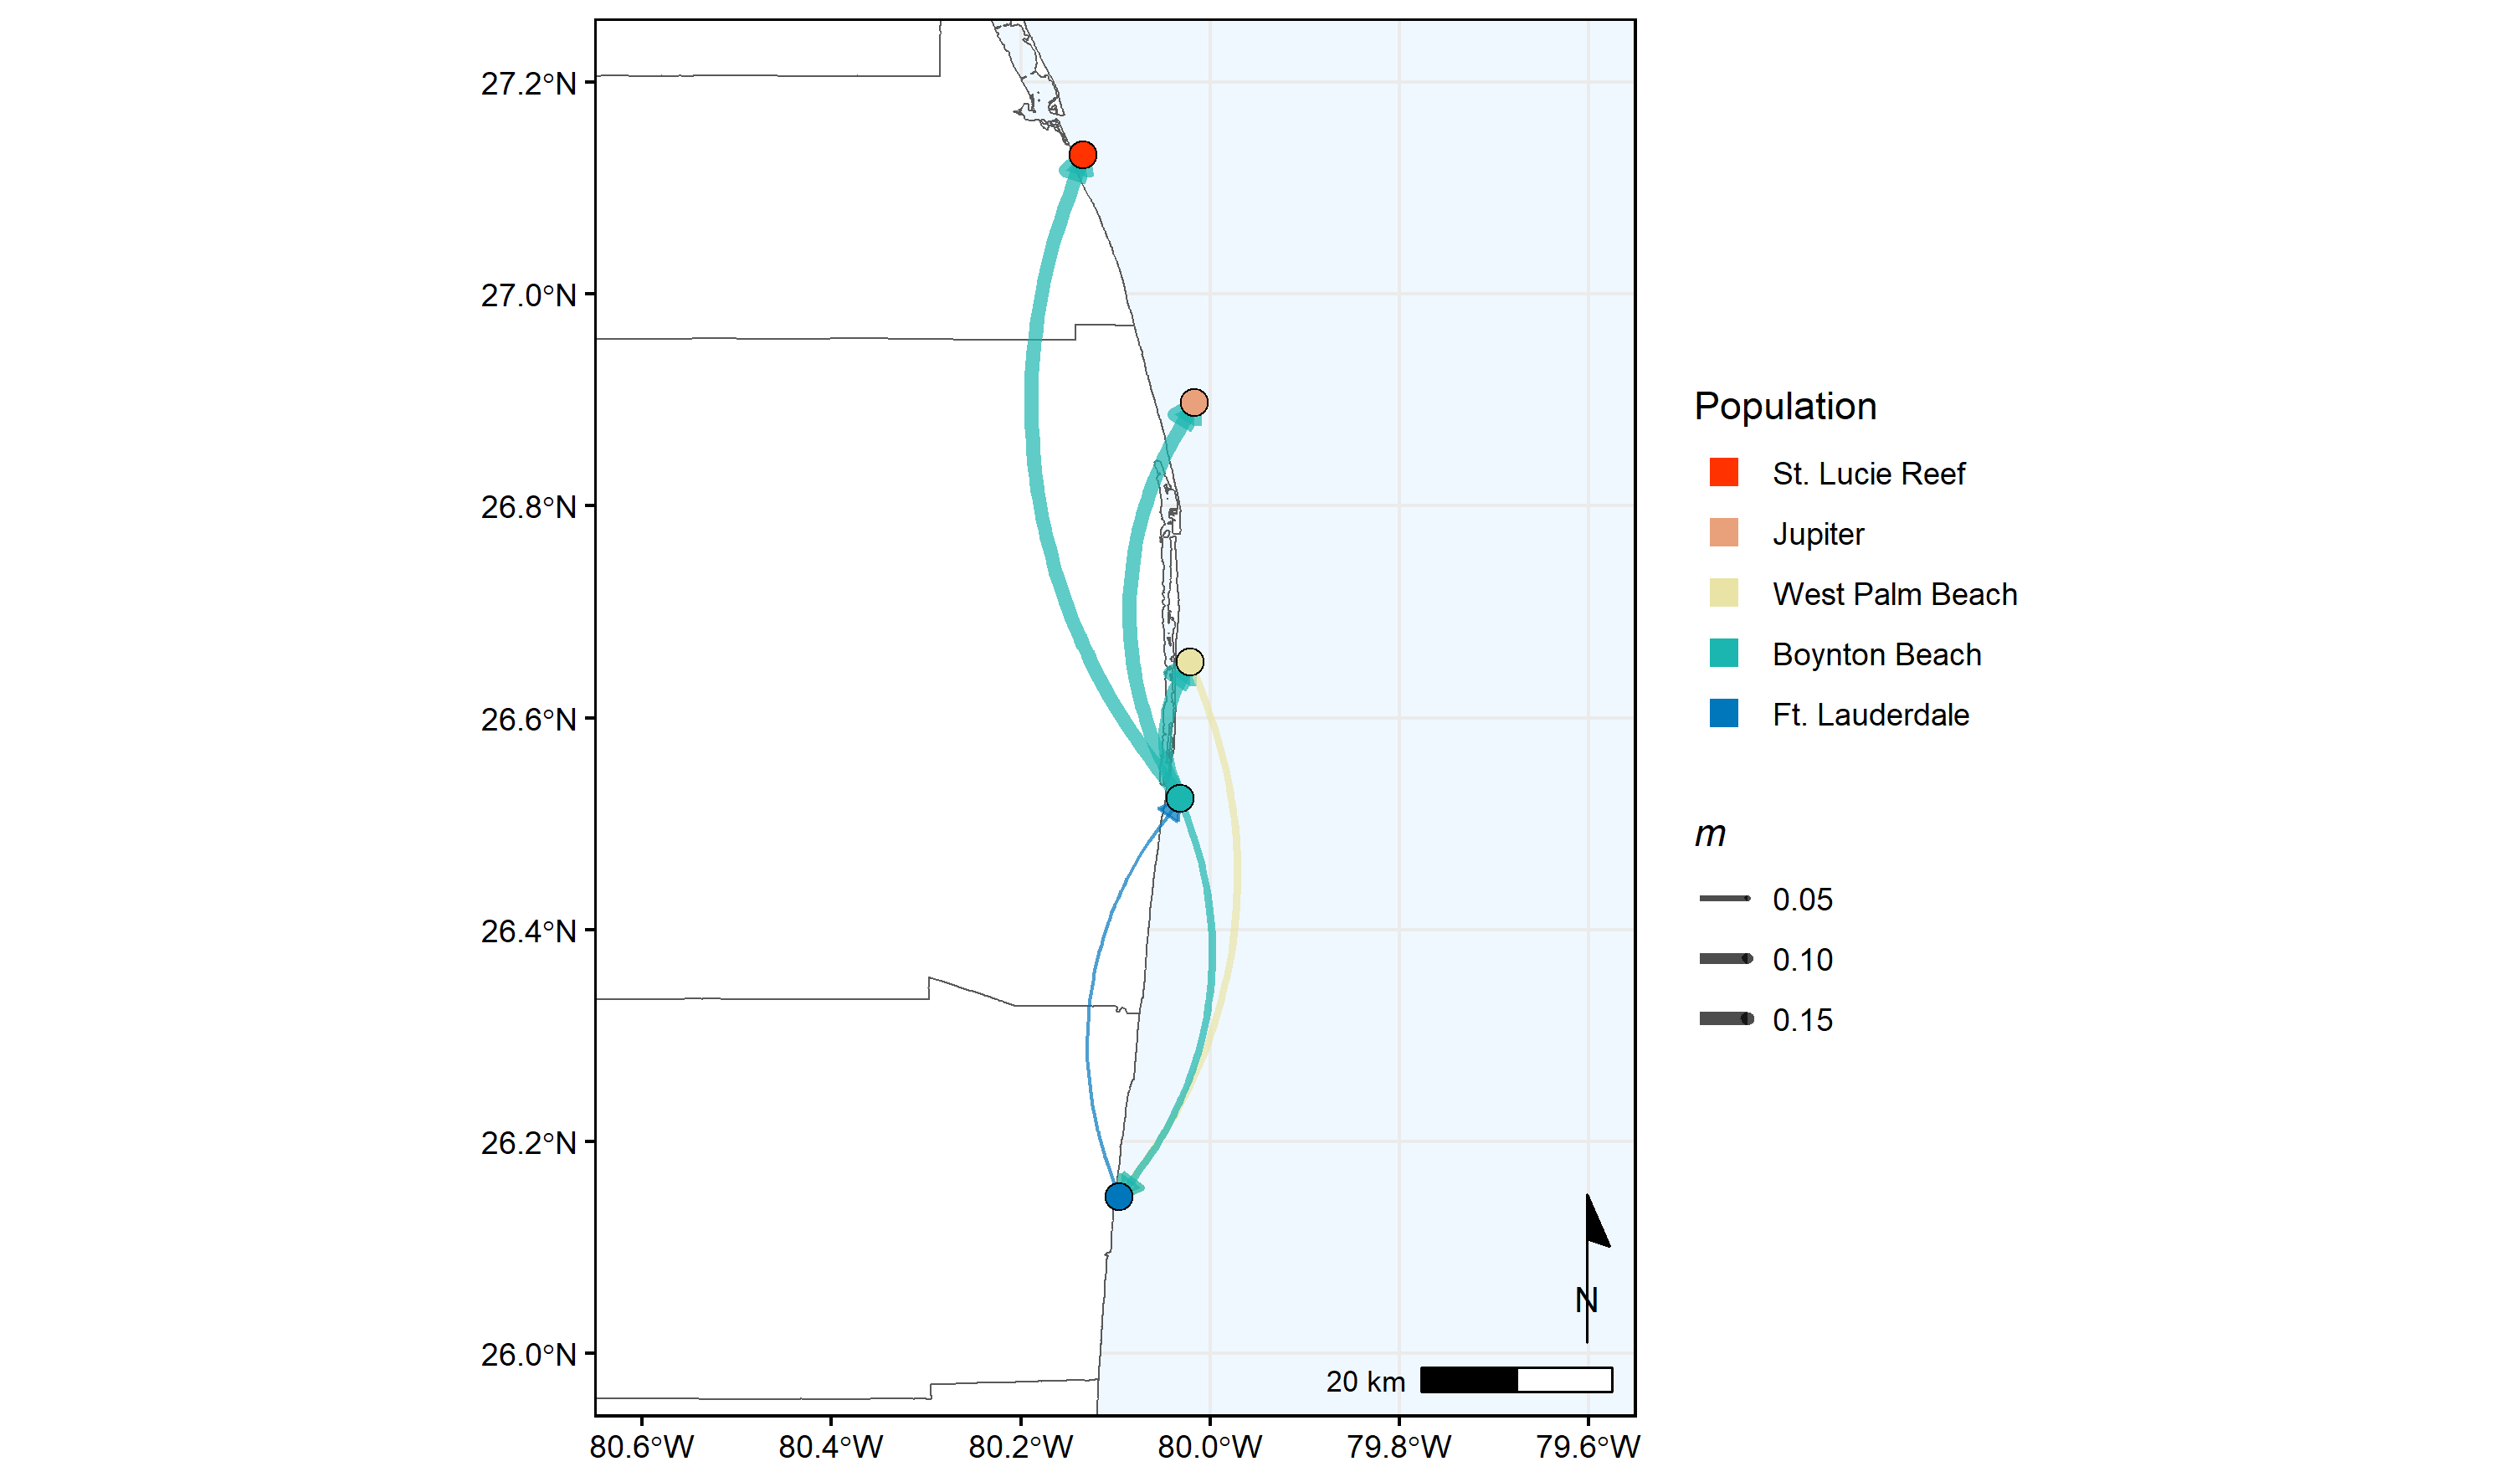 27.2°N
27.0°N
26.8°N
26.6°N
26.4°N
26.2°N
26.0°N
80.6°W
80.4°W
80.2°W
80.0°W
79.8°W
79.6°W
N
20 km
Population
St. Lucie Reef
Jupiter
West Palm Beach
Boynton Beach
Ft. Lauderdale
m
0.05
0.10
0.15